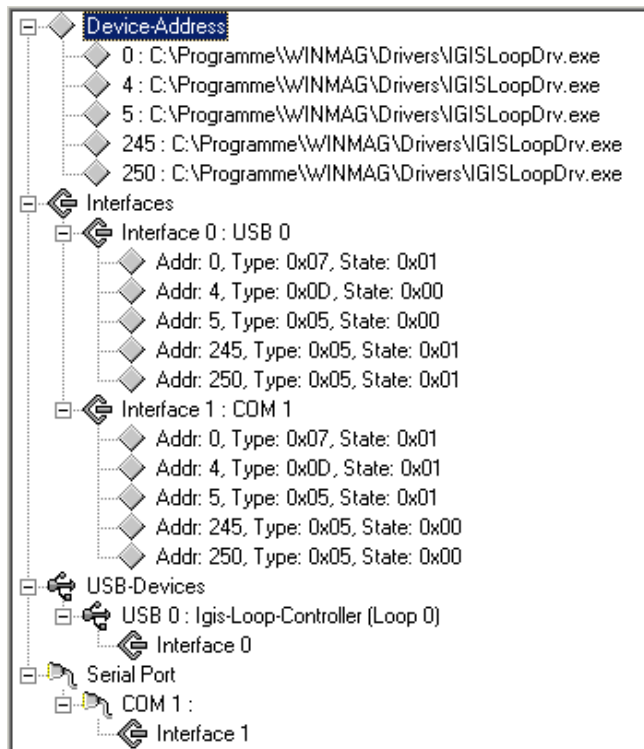 Device-Address
0 : C:\Programme\WINMAG\Drivers\IGISLoopDrv.exe
4 : C:\Programme\WINMAG\Drivers\IGISLoopDrv.exe
5 : C:\Programme\WINMAG\Drivers\IGISLoopDrv.exe
245 : C:\Programme\WINMAG\Drivers\IGISLoopDrv.exe
250 : C:\Programme\WINMAG\Drivers\IGISLoopDrv.exe
Interfaces
Interface 0 : USB 0
Addr: 0, Type: 0x07, State: 0x01
Addr: 4, Type: 0x0D, State: 0x00
Addr: 5, Type: 0x05, State: 0x00
Addr: 245, Type: 0x05, State: 0x01
Addr: 250, Type: 0x05, State: 0x01
Interface 1 : COM 1
Addr: 0, Type: 0x07, State: 0x01
Addr: 4, Type: 0x0D, State: 0x01
Addr: 5, Type: 0x05, State: 0x01
Addr: 245, Type: 0x05, State: 0x00
Addr: 250, Type: 0x05, State: 0x00
USB-Devices
USB 0 : Igis-Loop-Controller (Loop 0)
Interface 0
Serial Port
COM 1 :
Interface 1